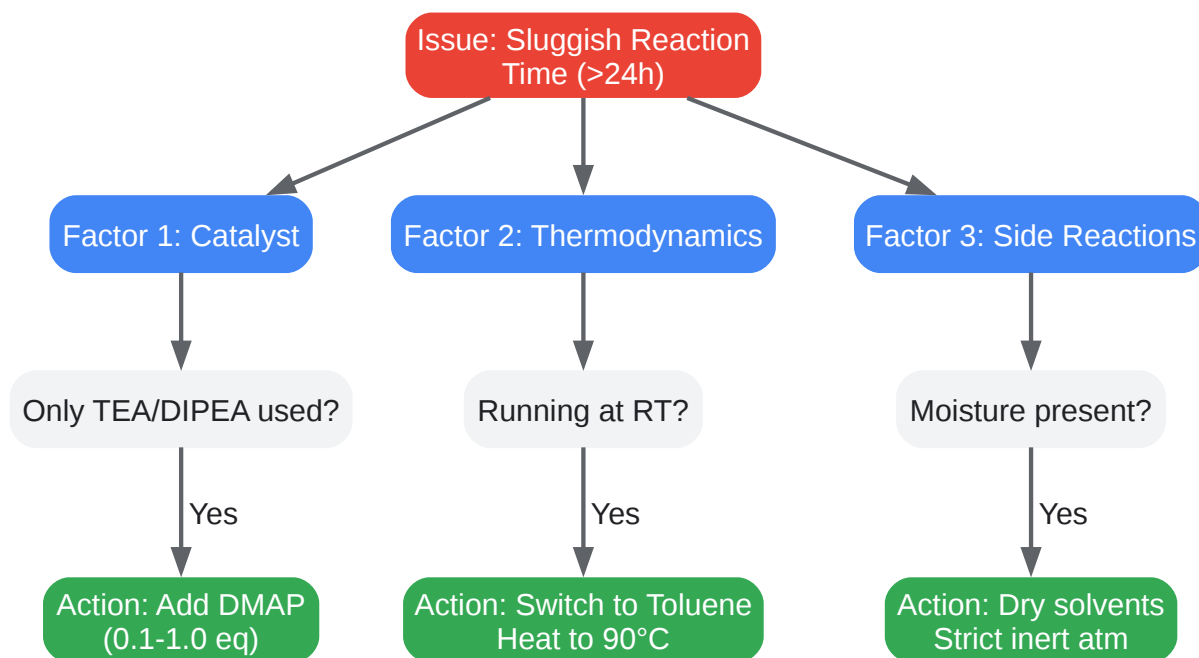 Issue: Sluggish Reaction
Time (>24h)
Factor 1: Catalyst
Factor 2: Thermodynamics
Factor 3: Side Reactions
Only TEA/DIPEA used?
Running at RT?
Moisture present?
Yes
Yes
Yes
Action: Add DMAP
(0.1-1.0 eq)
Action: Switch to Toluene
Heat to 90°C
Action: Dry solvents
Strict inert atm